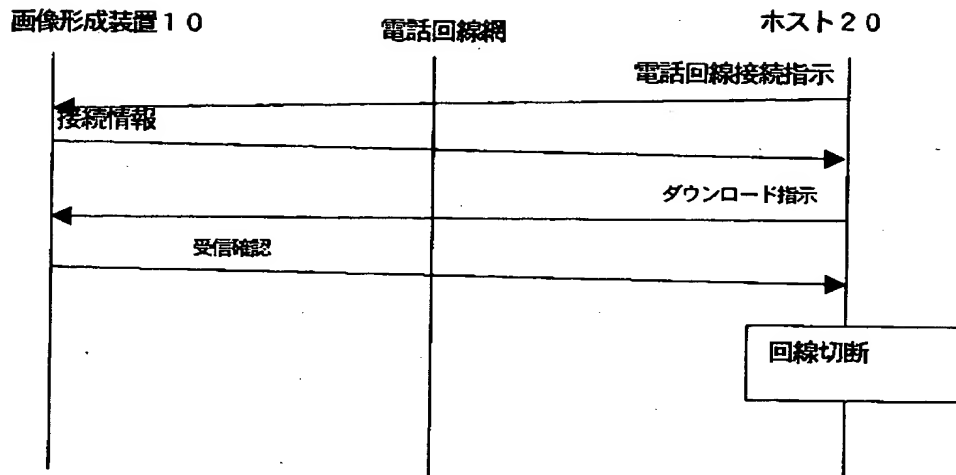 画像形成装置１０
電話回線網
ホスト２０
電話回線接続指示
接続情報
ダウンロード指示
受信確認
回線切断